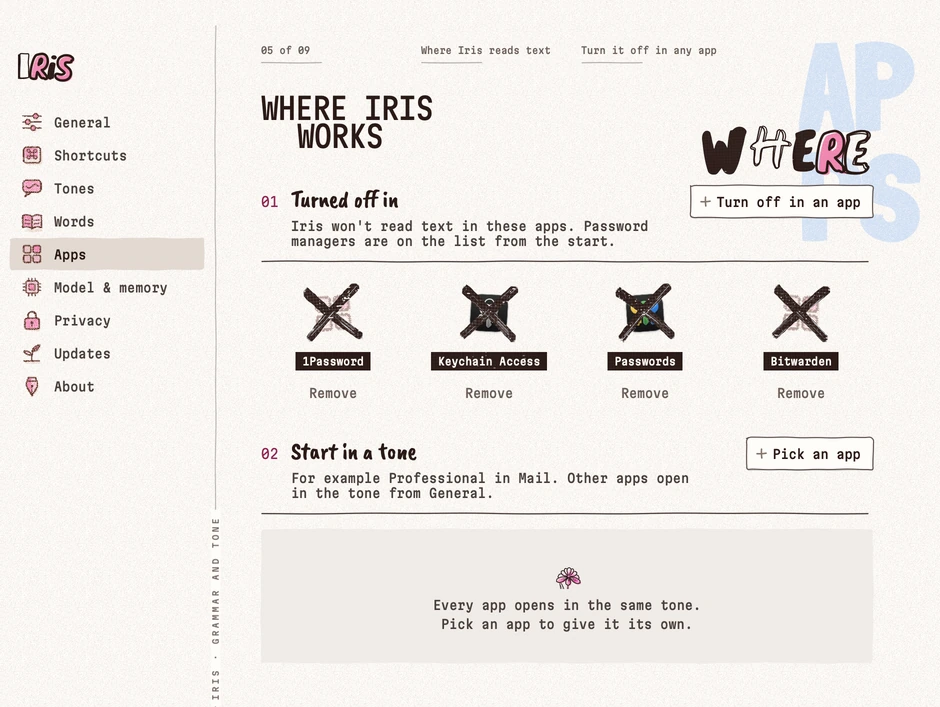 IRiS
General
Shortcuts
Tones
Words
Apps
Model & memory
Privacy
Updates
About
IRIS · GRAMMAR AND TONE
05 of 09
Where Iris reads text
Turn it off in any app
APPS
WHERE IRIS
WORKS
WHERE
01 Turned off in
Iris won't read text in these apps. Password
managers are on the list from the start.
+ Turn off in an app
1Password
Keychain Access
Passwords
Bitwarden
Remove
Remove
Remove
Remove
02 Start in a tone
For example Professional in Mail. Other apps open
in the tone from General.
+ Pick an app
Every app opens in the same tone.
Pick an app to give it its own.